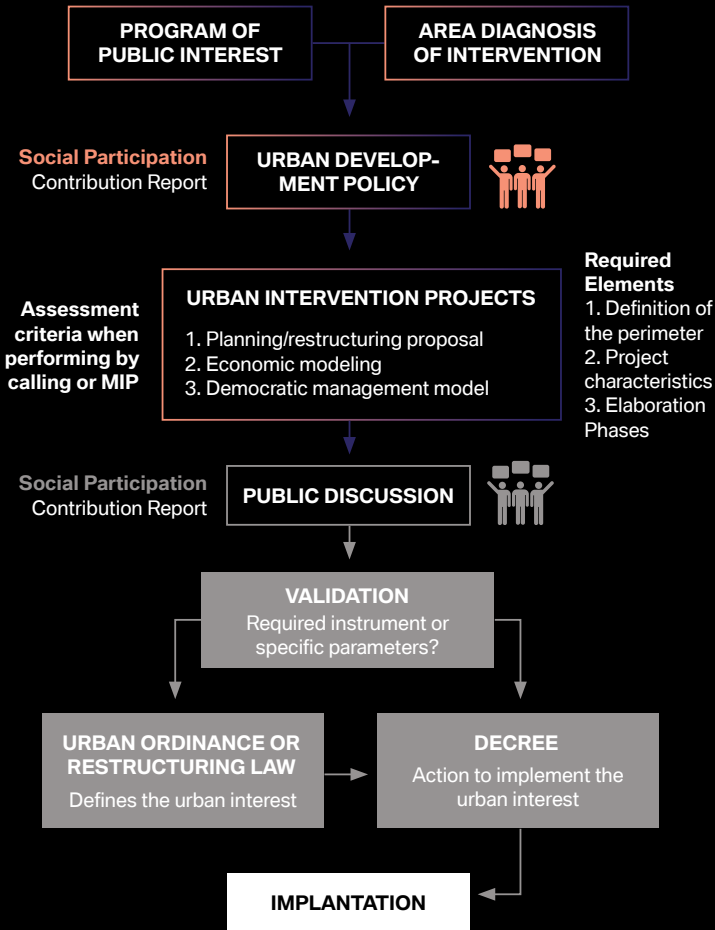 PROGRAM OF
PUBLIC INTEREST
AREA DIAGNOSIS
OF INTERVENTION
Social Participation
Contribution Report
URBAN DEVELOP-
MENT POLICY
Assessment
criteria when
performing by
calling or MIP
URBAN INTERVENTION PROJECTS
1. Planning/restructuring proposal
2. Economic modeling
3. Democratic management model
Required
Elements
1. Definition of
the perimeter
2. Project
characteristics
3. Elaboration
Phases
Social Participation
Contribution Report
PUBLIC DISCUSSION
VALIDATION
Required instrument or
specific parameters?
URBAN ORDINANCE OR
RESTRUCTURING LAW
Defines the urban interest
DECREE
Action to implement the
urban interest
IMPLANTATION